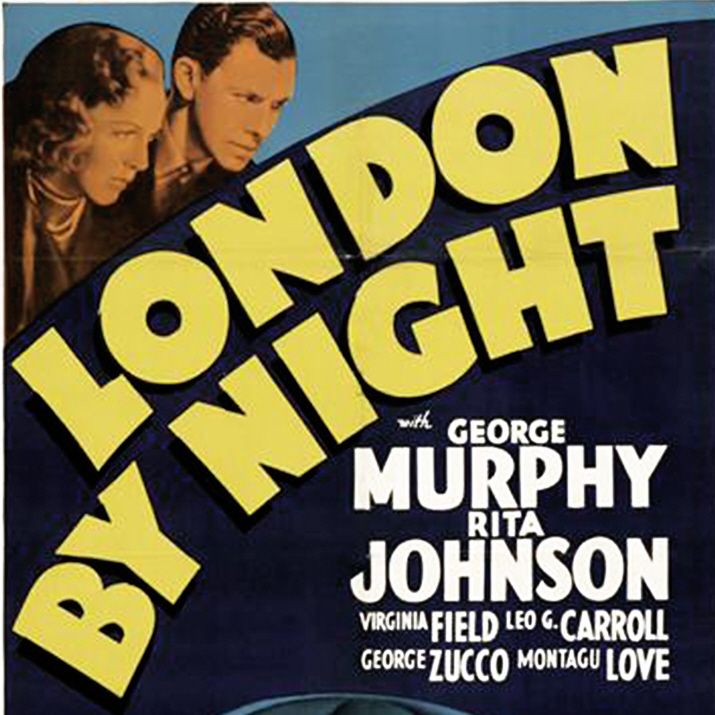 LONDON
BY NIGHT
with GEORGE
MURPHY
RITA
JOHNSON
VIRGINIA FIELD LEO G. CARROLL
GEORGE ZUCCO MONTAGU LOVE